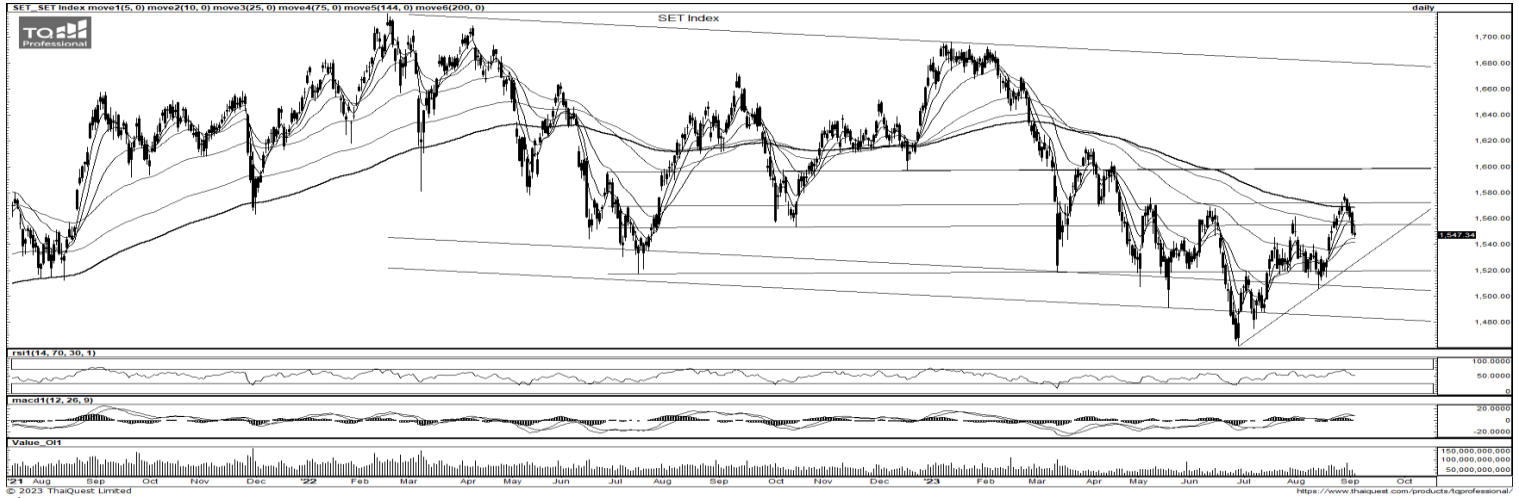 SET_SET Index move1(5, 0) move2(10, 0) move3(25, 0) move4(75, 0) move5(144, 0) move6(200, 0)
daily
SET Index
TQ
Professional
1,700.00
1,680.00
1,660.00
1,640.00
1,620.00
1,600.00
1,580.00
1,560.00
1,547.34
1,540.00
1,520.00
1,500.00
1,480.00
rsi1(14, 70, 30, 1)
100.0000
50.0000
0
macd1(12, 26, 9)
20.0000
0
-20.0000
Value_OI1
150,000,000,000
100,000,000,000
50,000,000,000
'21 Aug Sep Oct Nov Dec '22 Feb Mar Apr May Jun Jul Aug Sep Oct Nov Dec '23 Feb Mar Apr May Jun Jul Aug Sep Oct
© 2023 ThaiQuest Limited
https://www.thaiquest.com/products/tqprofessional/